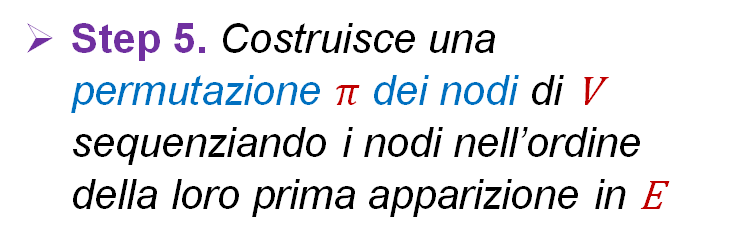 ➢ Step 5. Costruisce una
permutazione π dei nodi di V
sequenziando i nodi nell’ordine
della loro prima apparizione in E